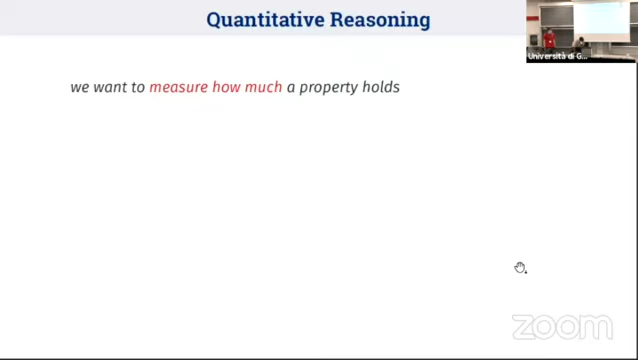 Quantitative Reasoning
Università di G...
we want to measure how much a property holds
zoom